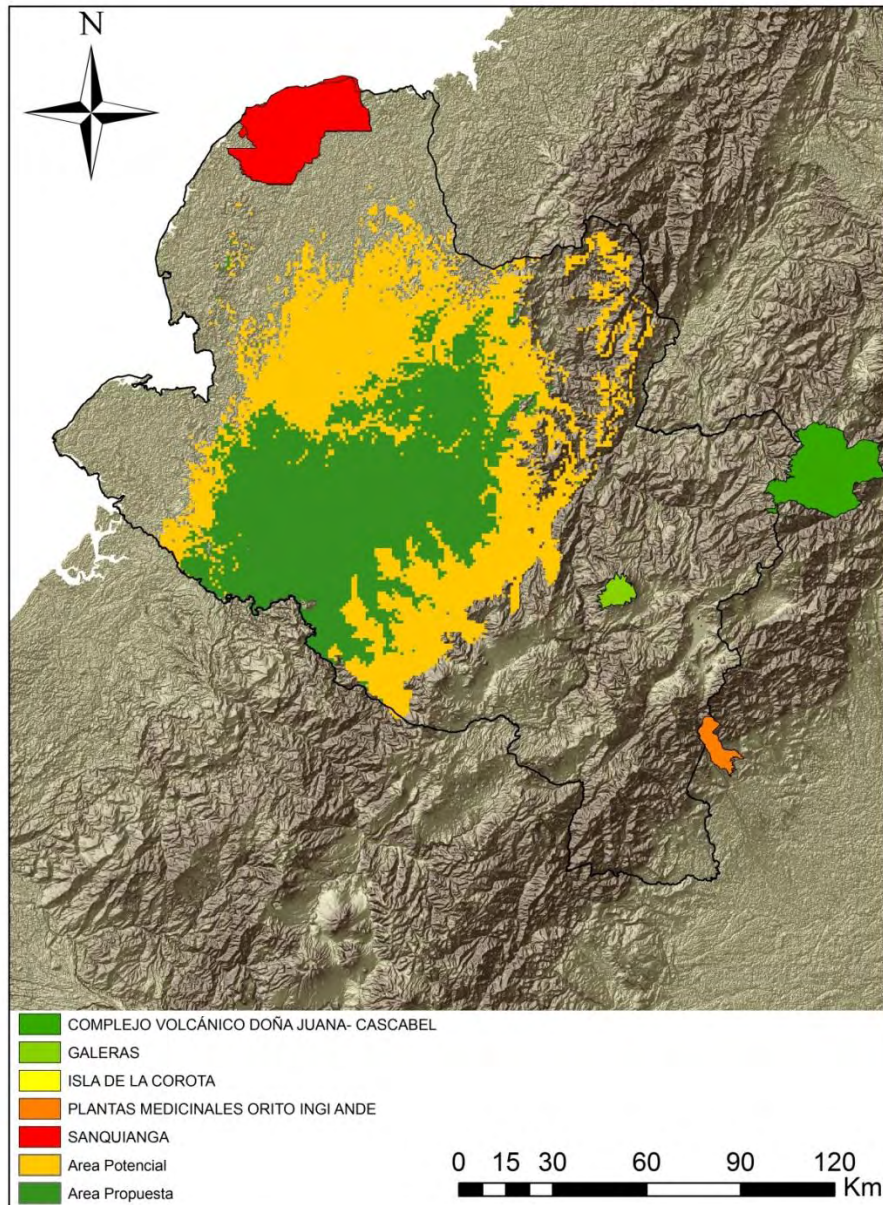 N
COMPLEJO VOLCÁNICO DOÑA JUANA- CASCABEL
GALERAS
ISLA DE LA COROTA
PLANTAS MEDICINALES ORITO INGI ANDE
SANQUIANGA
Area Potencial
Area Propuesta
0 15 30 60 90 120
Km